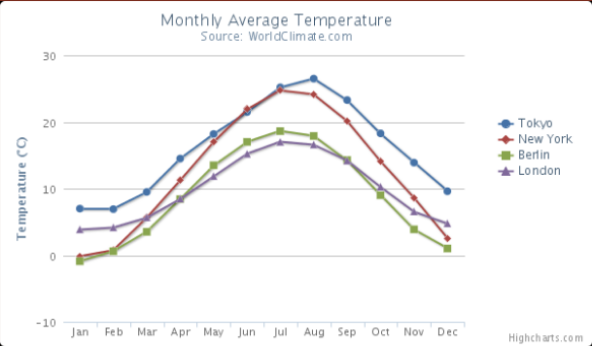 Monthly Average Temperature
Source: WorldClimate.com
Temperature (°C)
30
20
10
0
-10
Jan Feb Mar Apr May Jun Jul Aug Sep Oct Nov Dec
Tokyo
New York
Berlin
London
Highcharts.com